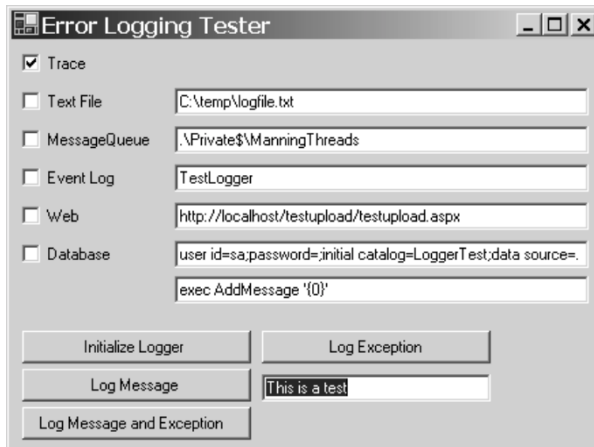 Error Logging Tester
Trace
Text File C:\temp\logfile.txt
MessageQueue .\Private$\ManningThreads
Event Log TestLogger
Web http://localhost/testupload/testupload.aspx
Database user id=sa;password=;initial catalog=LoggerTest;data source=.
exec AddMessage '{0}'
Initialize Logger Log Exception
Log Message This is a test
Log Message and Exception